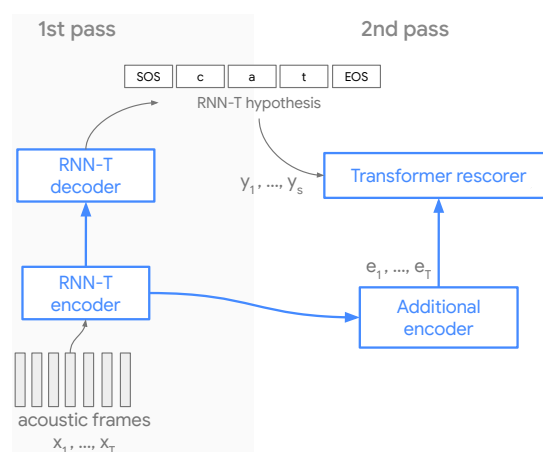 1st pass
2nd pass
SOS c a t EOS
RNN-T hypothesis
RNN-T
decoder
y1, ..., ys
Transformer rescorer
e1, ..., eT
RNN-T
encoder
Additional
encoder
acoustic frames
x1, ..., xT